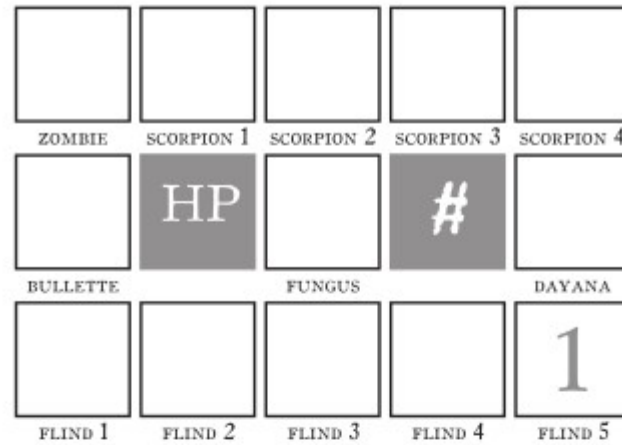 ZOMBIE SCORPION 1 SCORPION 2 SCORPION 3 SCORPION 4
HP #
BULLETTE FUNGUS DAYANA
1
FLIND 1 FLIND 2 FLIND 3 FLIND 4 FLIND 5